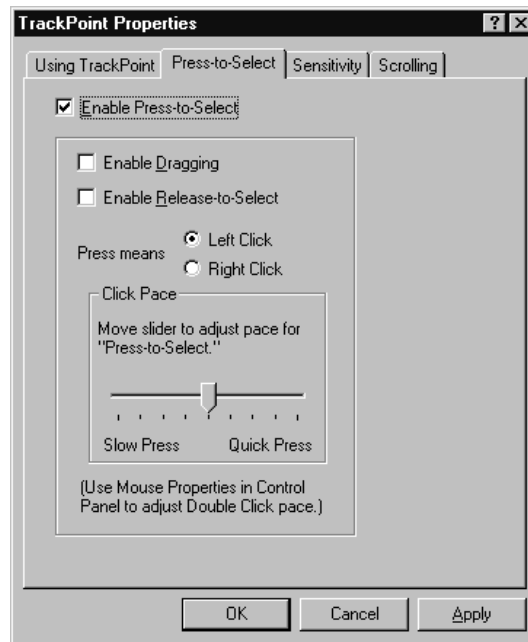 TrackPoint Properties
Using TrackPoint Press-to-Select Sensitivity Scrolling
Enable Press-to-Select
Enable Dragging
Enable Release-to-Select
Left Click
Press means
Right Click
Click Pace
Move slider to adjust pace for
"Press-to-Select."
Slow Press Quick Press
(Use Mouse Properties in Control
Panel to adjust Double Click pace.)
OK Cancel Apply